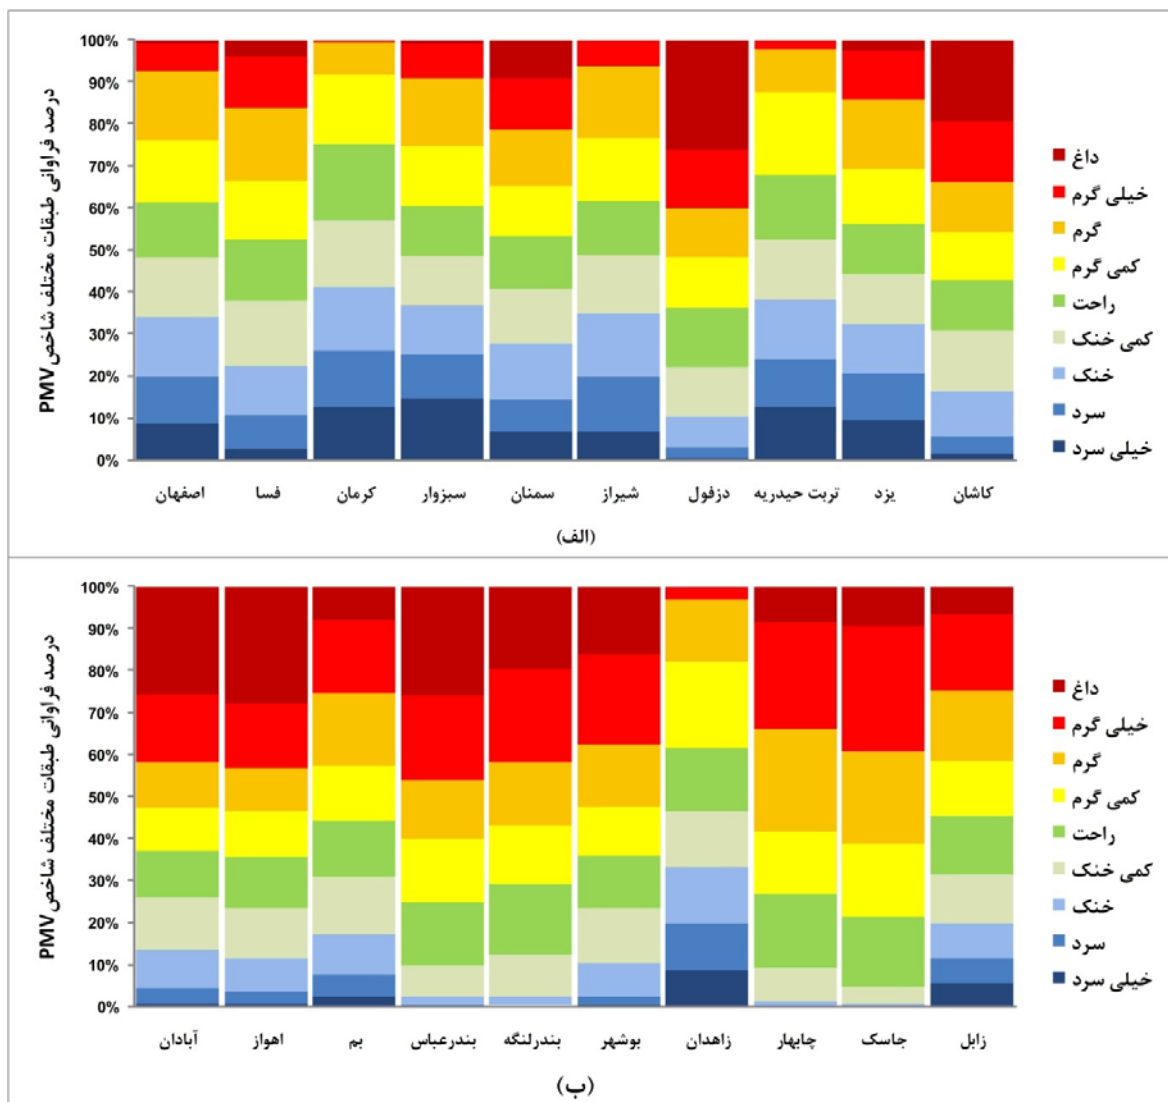 درصد فراوانی طبقات مختلف شاخص PMV
100%
90%
80%
70%
60%
50%
40%
30%
20%
10%
0%
اصفهان فسا کرمان سبزوار سمنان شیراز دزفول تربت حیدریه یزد کاشان
داغ
خیلی گرم
گرم
کمی گرم
راحت
کمی خنک
خنک
سرد
خیلی سرد
(الف)
درصد فراوانی طبقات مختلف شاخص PMV
100%
90%
80%
70%
60%
50%
40%
30%
20%
10%
0%
آبادان اهواز بم بندرعباس بندرلنگه بوشهر زاهدان چابهار جاسک زابل
داغ
خیلی گرم
گرم
کمی گرم
راحت
کمی خنک
خنک
سرد
خیلی سرد
(ب)